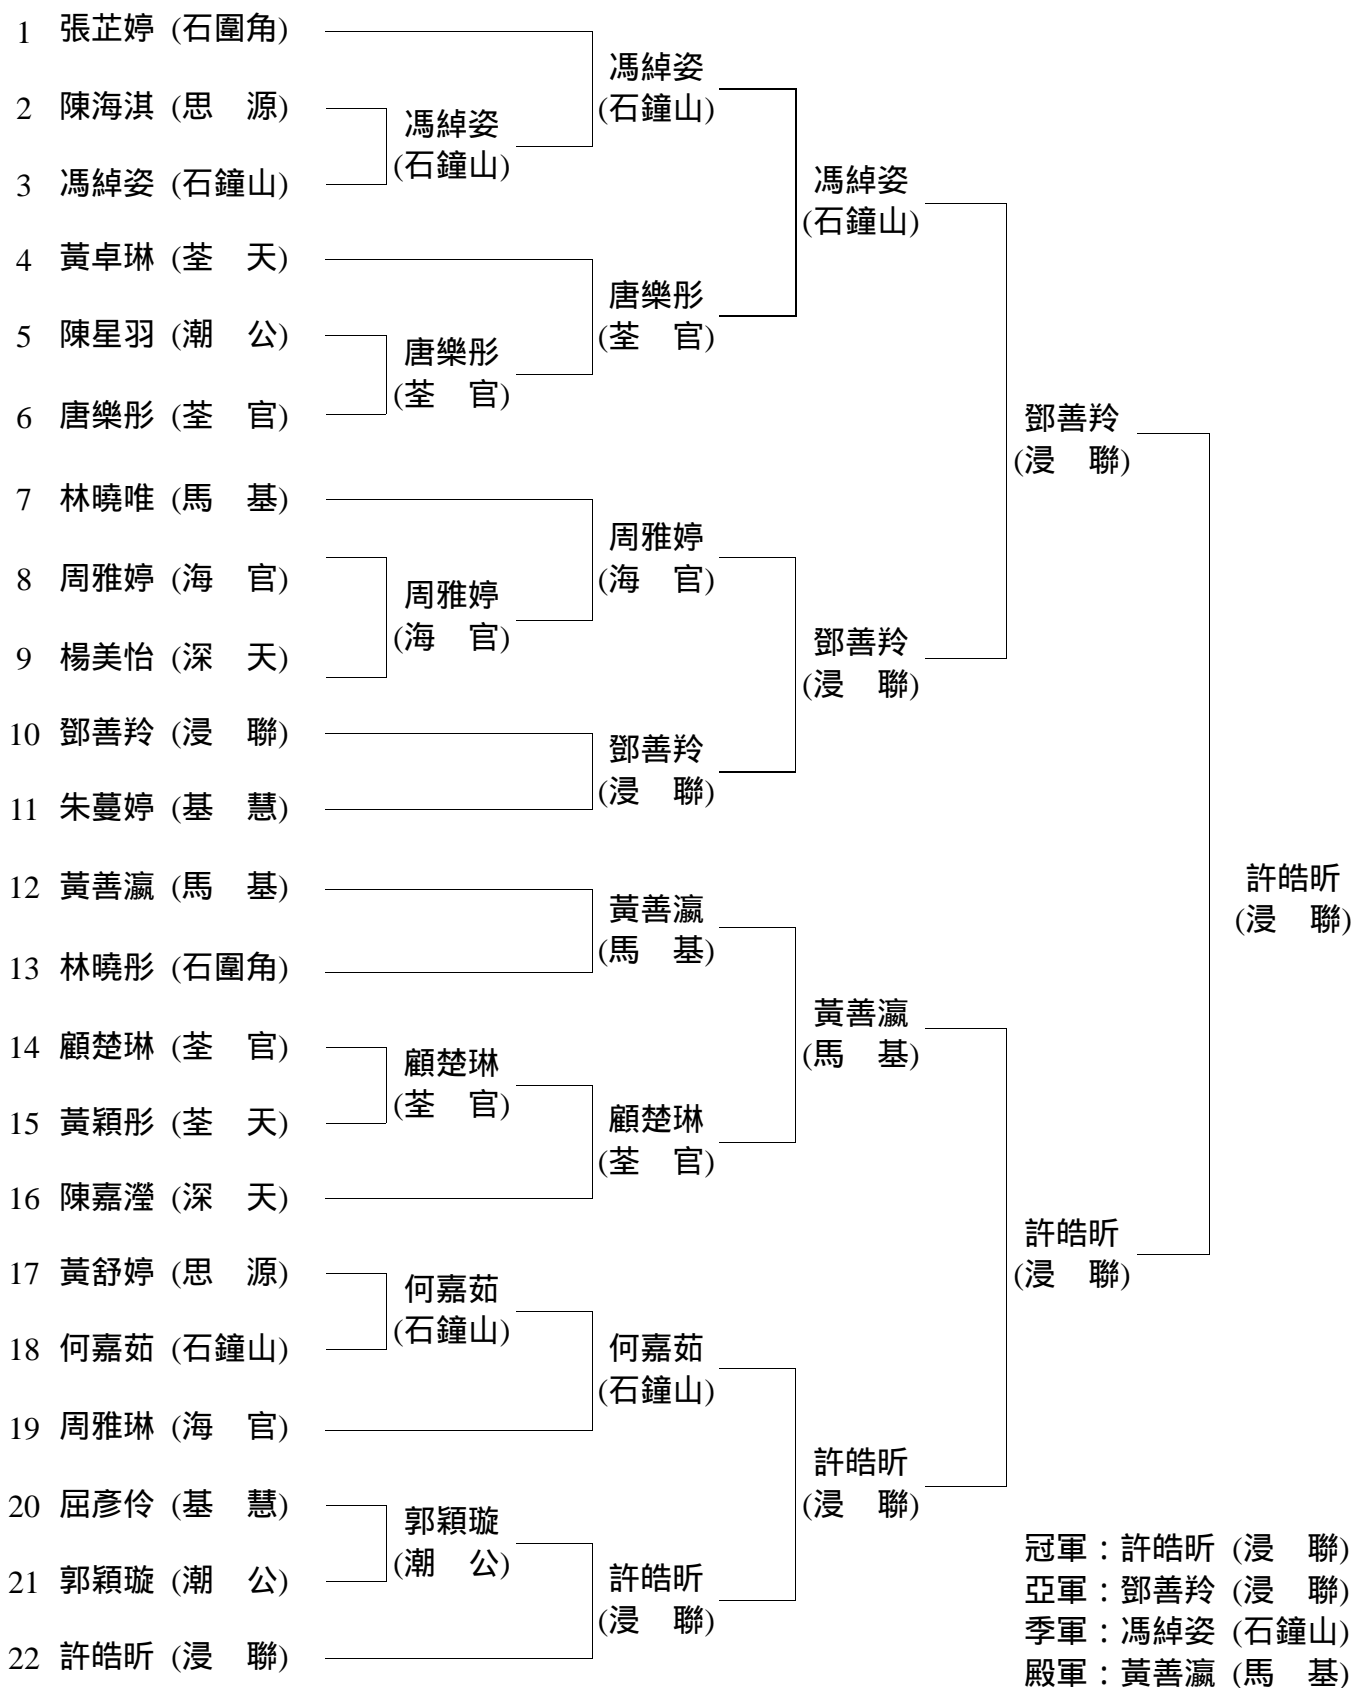 1 張芷婷 (石圍角)
2 陳海淇 (思　源)
3 馮綽姿 (石鐘山)
4 黃卓琳 (荃　天)
5 陳星羽 (潮　公)
6 唐樂彤 (荃　官)
7 林曉唯 (馬　基)
8 周雅婷 (海　官)
9 楊美怡 (深　天)
10 鄧善羚 (浸　聯)
11 朱蔓婷 (基　慧)
12 黃善瀛 (馬　基)
13 林曉彤 (石圍角)
14 顧楚琳 (荃　官)
15 黃穎彤 (荃　天)
16 陳嘉瀅 (深　天)
17 黃舒婷 (思　源)
18 何嘉茹 (石鐘山)
19 周雅琳 (海　官)
20 屈彥伶 (基　慧)
21 郭穎璇 (潮　公)
22 許皓昕 (浸　聯)
馮綽姿
(石鐘山)
唐樂彤
(荃　官)
周雅婷
(海　官)
顧楚琳
(荃　官)
何嘉茹
(石鐘山)
郭穎璇
(潮　公)
馮綽姿
(石鐘山)
唐樂彤
(荃　官)
周雅婷
(海　官)
鄧善羚
(浸　聯)
黃善瀛
(馬　基)
顧楚琳
(荃　官)
何嘉茹
(石鐘山)
許皓昕
(浸　聯)
馮綽姿
(石鐘山)
鄧善羚
(浸　聯)
黃善瀛
(馬　基)
許皓昕
(浸　聯)
鄧善羚
(浸　聯)
許皓昕
(浸　聯)
許皓昕
(浸　聯)
冠軍：許皓昕 (浸　聯)
亞軍：鄧善羚 (浸　聯)
季軍：馮綽姿 (石鐘山)
殿軍：黃善瀛 (馬　基)